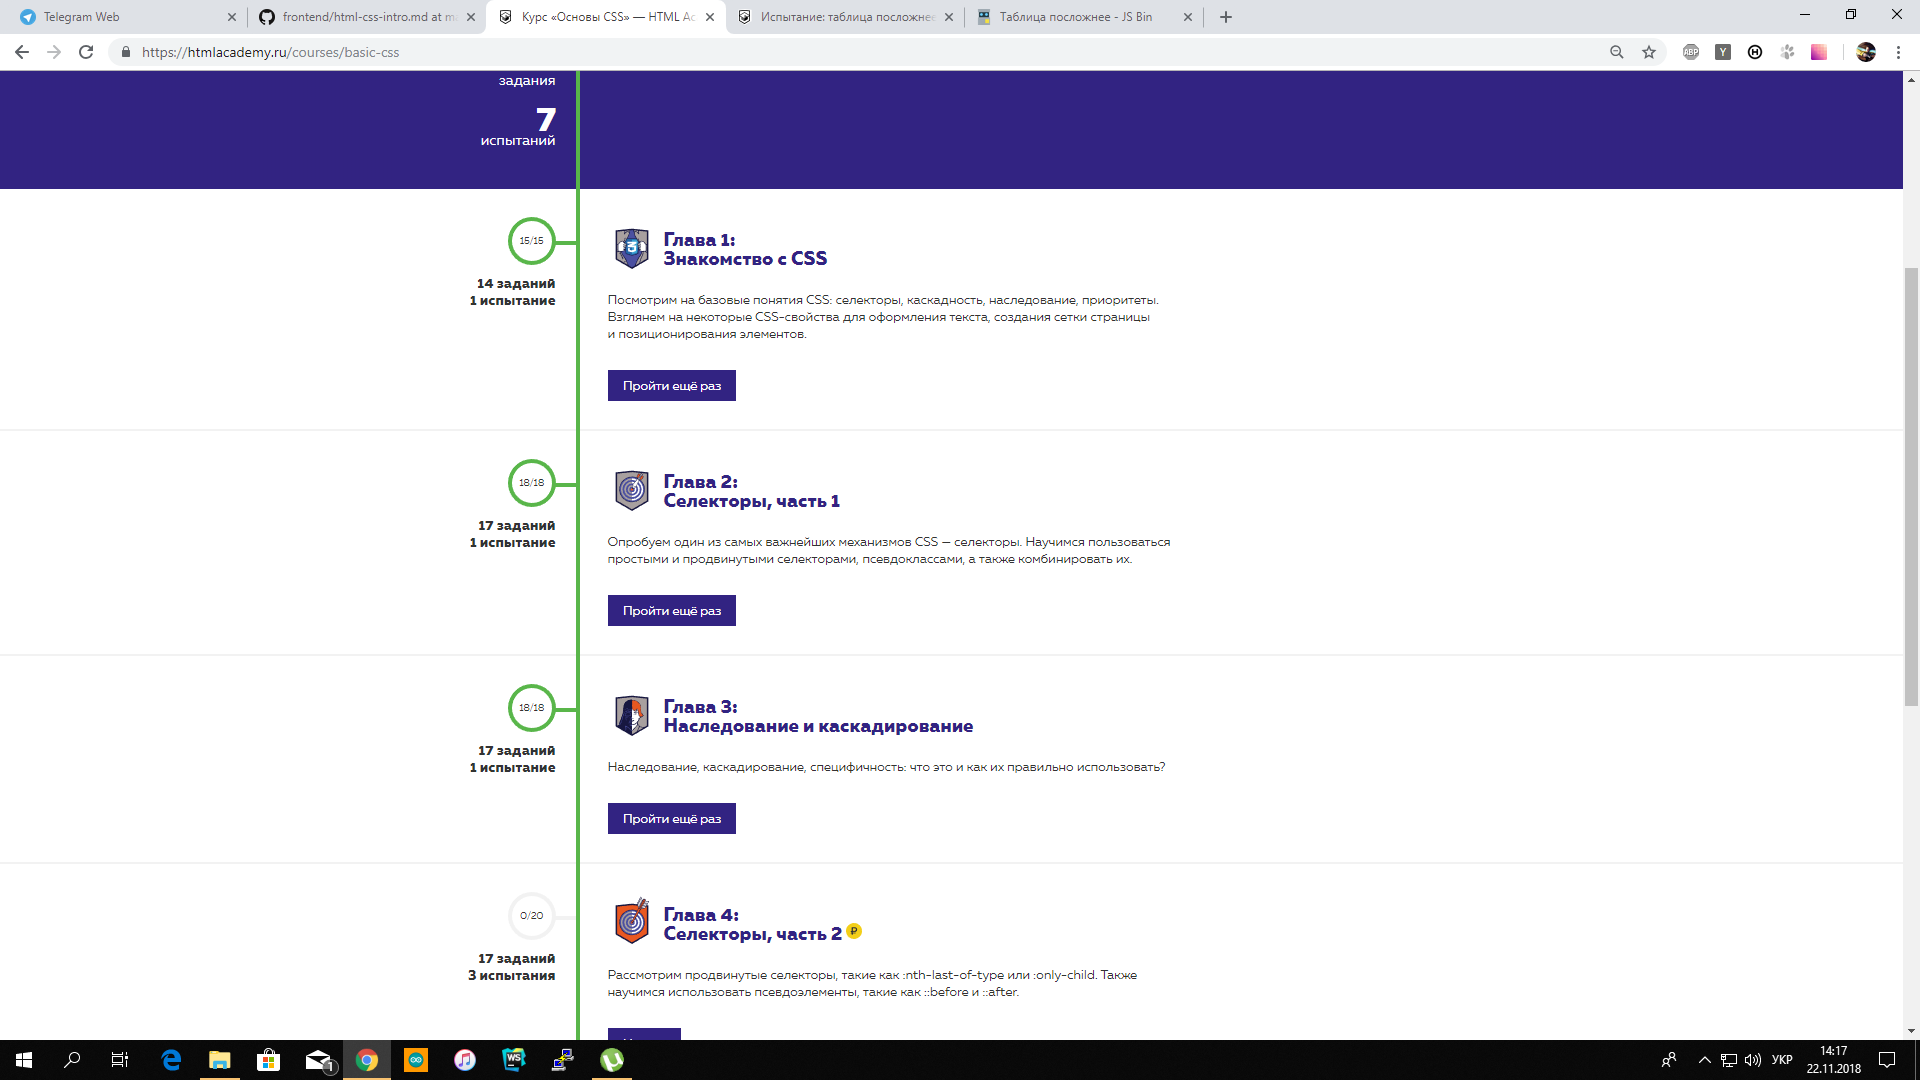 Telegram Web
frontend/html-css-intro.md at ma
Курс «Основы CSS» — HTML Ac
Испытание: таблица посложнее
Таблица посложнее - JS Bin
https://htmlacademy.ru/courses/basic-css
ABP
Y
H
задания
7
испытаний
15/15
14 заданий
1 испытание
Глава 1:
Знакомство с CSS
Посмотрим на базовые понятия CSS: селекторы, каскадность, наследование, приоритеты.
Взглянем на некоторые CSS-свойства для оформления текста, создания сетки страницы
и позиционирования элементов.
Пройти ещё раз
18/18
17 заданий
1 испытание
Глава 2:
Селекторы, часть 1
Опробуем один из самых важнейших механизмов CSS — селекторы. Научимся пользоваться
простыми и продвинутыми селекторами, псевдоклассами, а также комбинировать их.
Пройти ещё раз
18/18
17 заданий
1 испытание
Глава 3:
Наследование и каскадирование
Наследование, каскадирование, специфичность: что это и как их правильно использовать?
Пройти ещё раз
0/20
17 заданий
3 испытания
Глава 4:
Селекторы, часть 2 ₽
Рассмотрим продвинутые селекторы, такие как :nth-last-of-type или :only-child. Также
научимся использовать псевдоэлементы, такие как ::before и ::after.
1
WS
УКР
14:17
22.11.2018